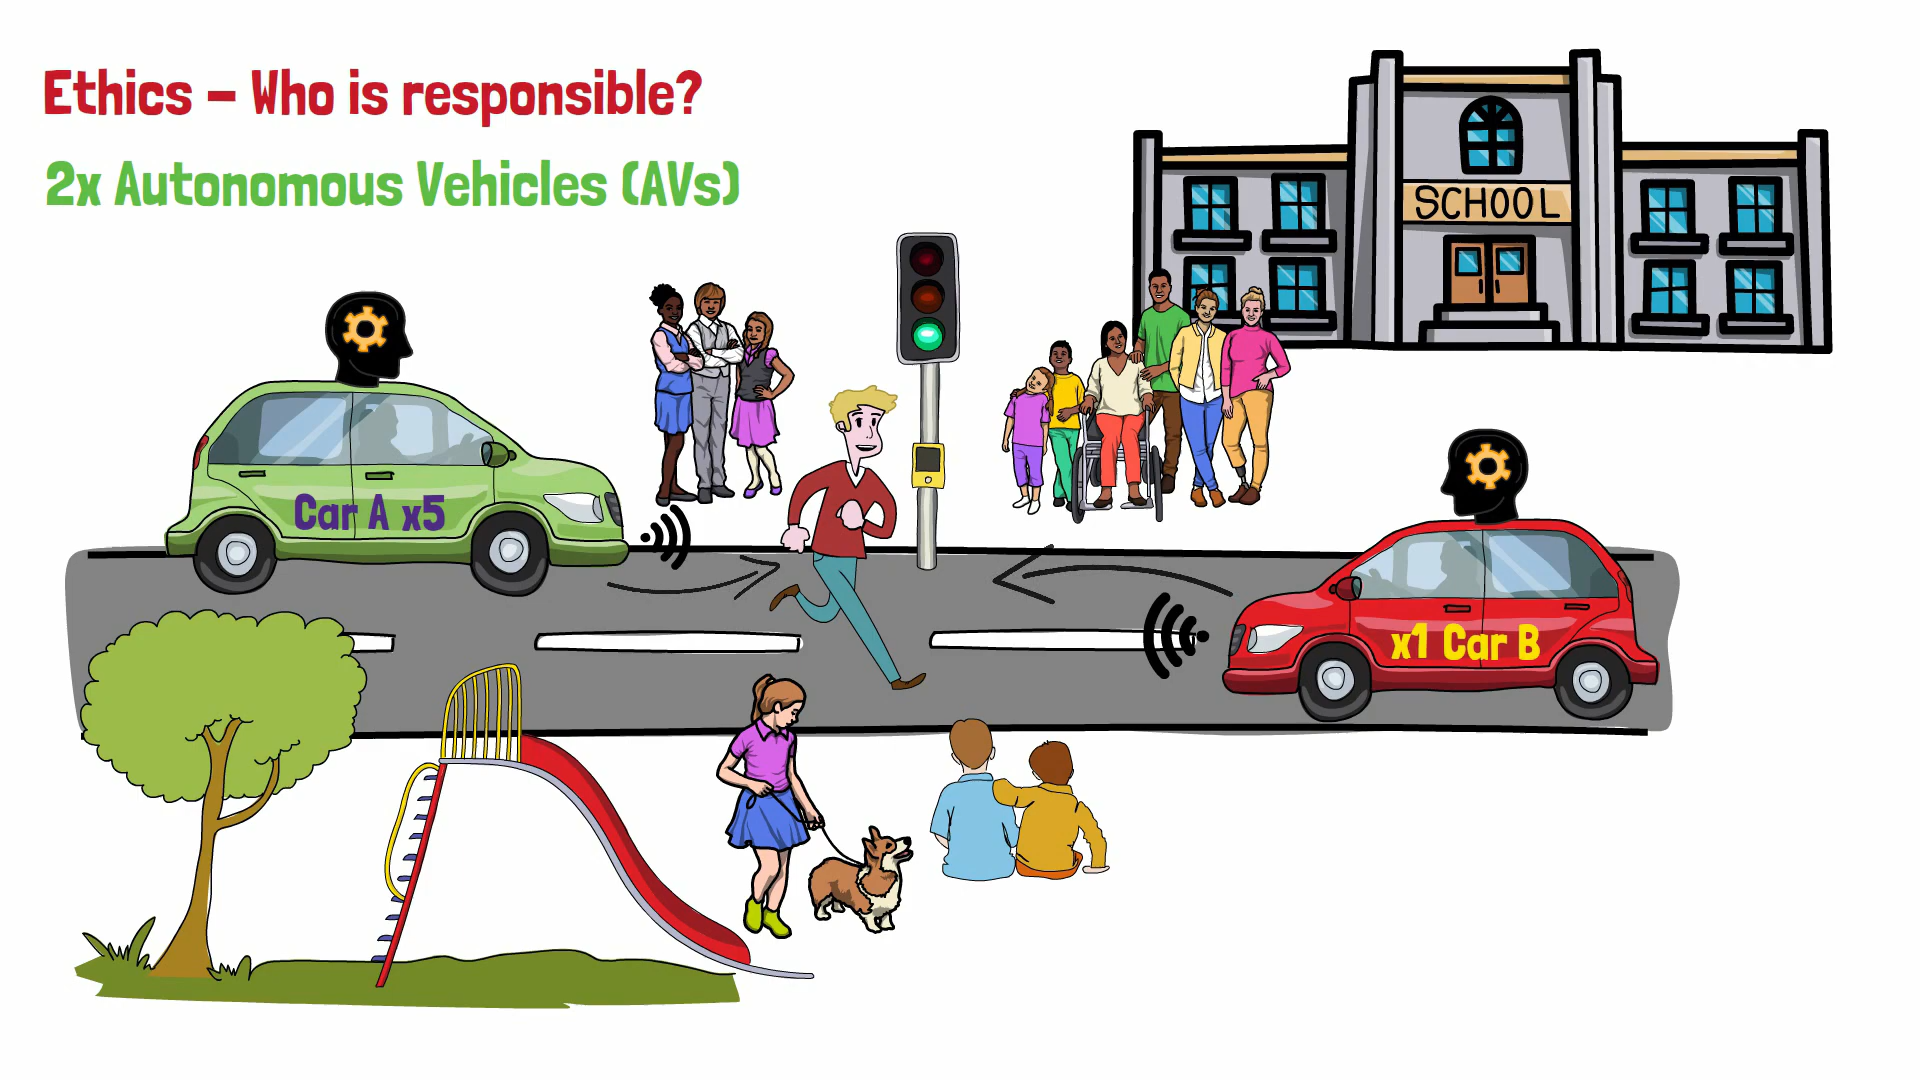 Ethics – Who is responsible?
2x Autonomous Vehicles (AVs)
SCHOOL
Car A x5
x1 Car B